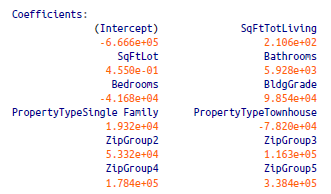 Coefficients:
(Intercept) SqFtTotLiving
-6.666e+05 2.106e+02
SqFtLot Bathrooms
4.550e-01 5.928e+03
Bedrooms BldgGrade
-4.168e+04 9.854e+04
PropertyTypeSingle Family PropertyTypeTownhouse
1.932e+04 -7.820e+04
ZipGroup2 ZipGroup3
5.332e+04 1.163e+05
ZipGroup4 ZipGroup5
1.784e+05 3.384e+05